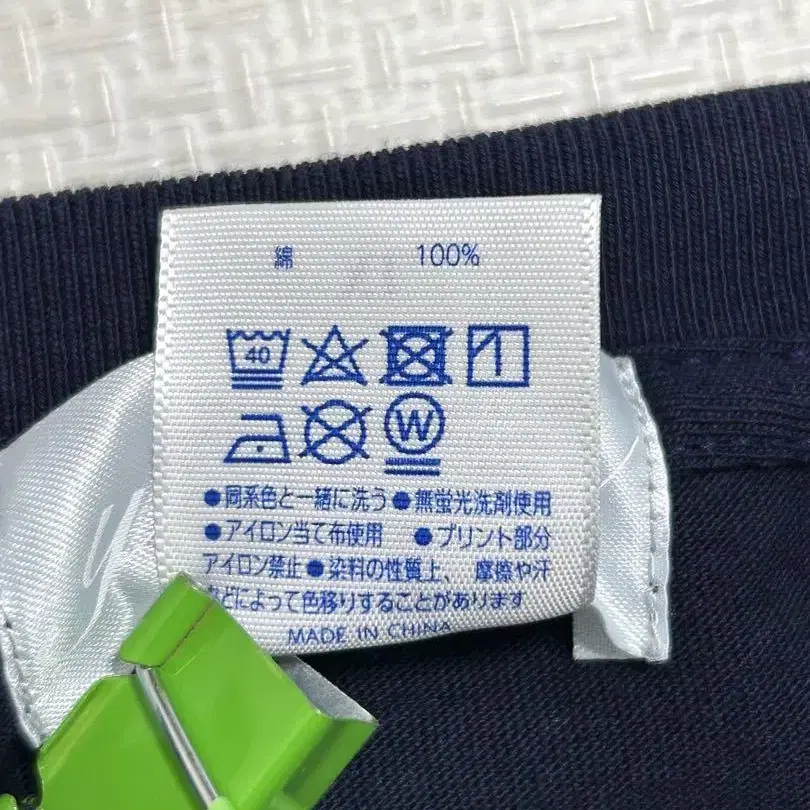 綿 100%
40
W
●同系色と一緒に洗う ●無蛍光洗剤使用
●アイロン当て布使用 ●プリント部分
アイロン禁止 ●染料の性質上、摩擦や汗
などによって色移りすることがあります
MADE IN CHINA